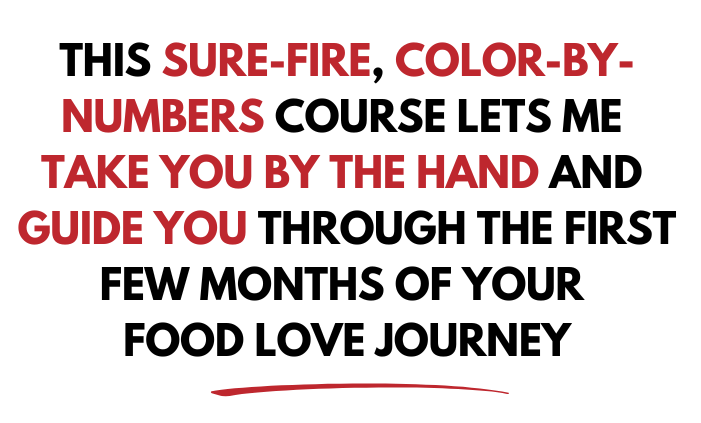 THIS SURE-FIRE, COLOR-BY-
NUMBERS COURSE LETS ME
TAKE YOU BY THE HAND AND
GUIDE YOU THROUGH THE FIRST
FEW MONTHS OF YOUR
FOOD LOVE JOURNEY